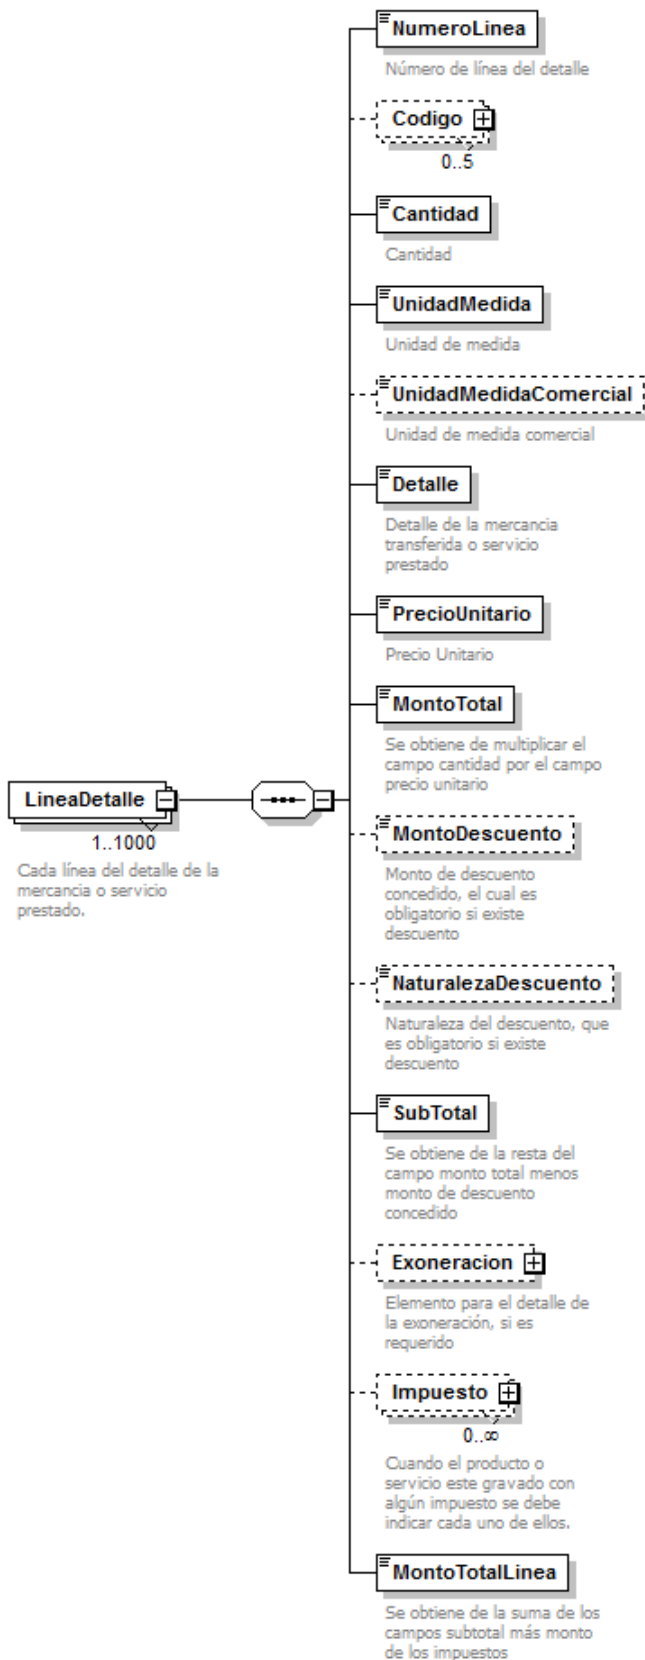 NumeroLinea
Número de línea del detalle
Codigo
0..5
Cantidad
Cantidad
UnidadMedida
Unidad de medida
UnidadMedidaComercial
Unidad de medida comercial
Detalle
Detalle de la mercancia
transferida o servicio
prestado
PrecioUnitario
Precio Unitario
MontoTotal
Se obtiene de multiplicar el
campo cantidad por el campo
precio unitario
LineaDetalle
1..1000
Cada línea del detalle de la
mercancia o servicio
prestado.
MontoDescuento
Monto de descuento
concedido, el cual es
obligatorio si existe
descuento
NaturalezaDescuento
Naturaleza del descuento, que
es obligatorio si existe
descuento
SubTotal
Se obtiene de la resta del
campo monto total menos
monto de descuento
concedido
Exoneracion
Elemento para el detalle de
la exoneración, si es
requerido
Impuesto
0..∞
Cuando el producto o
servicio este gravado con
algún impuesto se debe
indicar cada uno de ellos.
MontoTotalLinea
Se obtiene de la suma de los
campos subtotal más monto
de los impuestos